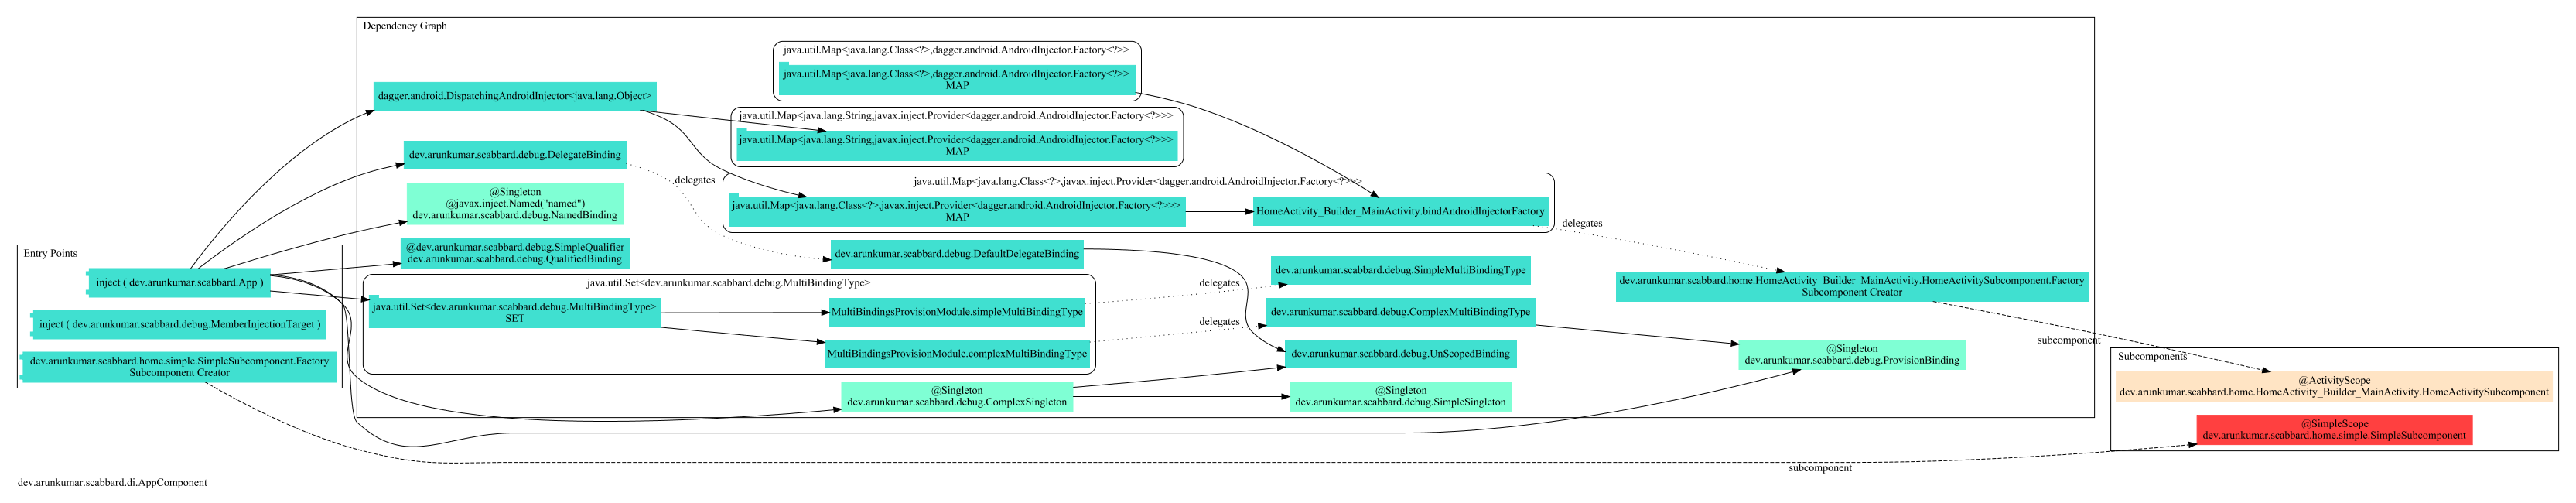 Dependency Graph
java.util.Map<java.lang.Class<?>,dagger.android.AndroidInjector.Factory<?>>
java.util.Map<java.lang.Class<?>,dagger.android.AndroidInjector.Factory<?>>
MAP
dagger.android.DispatchingAndroidInjector<java.lang.Object>
java.util.Map<java.lang.String,javax.inject.Provider<dagger.android.AndroidInjector.Factory<?>>>
java.util.Map<java.lang.String,javax.inject.Provider<dagger.android.AndroidInjector.Factory<?>>>
MAP
dev.arunkumar.scabbard.debug.DelegateBinding
delegates
java.util.Map<java.lang.Class<?>,javax.inject.Provider<dagger.android.AndroidInjector.Factory<?>>>
java.util.Map<java.lang.Class<?>,javax.inject.Provider<dagger.android.AndroidInjector.Factory<?>>>
MAP
HomeActivity_Builder_MainActivity.bindAndroidInjectorFactory
delegates
@Singleton
@javax.inject.Named("named")
dev.arunkumar.scabbard.debug.NamedBinding
@dev.arunkumar.scabbard.debug.SimpleQualifier
dev.arunkumar.scabbard.debug.QualifiedBinding
dev.arunkumar.scabbard.debug.DefaultDelegateBinding
Entry Points
inject ( dev.arunkumar.scabbard.App )
inject ( dev.arunkumar.scabbard.debug.MemberInjectionTarget )
dev.arunkumar.scabbard.home.simple.SimpleSubcomponent.Factory
Subcomponent Creator
java.util.Set<dev.arunkumar.scabbard.debug.MultiBindingType>
java.util.Set<dev.arunkumar.scabbard.debug.MultiBindingType>
SET
MultiBindingsProvisionModule.simpleMultiBindingType
MultiBindingsProvisionModule.complexMultiBindingType
delegates
delegates
dev.arunkumar.scabbard.debug.SimpleMultiBindingType
dev.arunkumar.scabbard.debug.ComplexMultiBindingType
dev.arunkumar.scabbard.debug.UnScopedBinding
@Singleton
dev.arunkumar.scabbard.debug.ComplexSingleton
@Singleton
dev.arunkumar.scabbard.debug.SimpleSingleton
dev.arunkumar.scabbard.home.HomeActivity_Builder_MainActivity.HomeActivitySubcomponent.Factory
Subcomponent Creator
@Singleton
dev.arunkumar.scabbard.debug.ProvisionBinding
subcomponent
Subcomponents
@ActivityScope
dev.arunkumar.scabbard.home.HomeActivity_Builder_MainActivity.HomeActivitySubcomponent
@SimpleScope
dev.arunkumar.scabbard.home.simple.SimpleSubcomponent
subcomponent
dev.arunkumar.scabbard.di.AppComponent